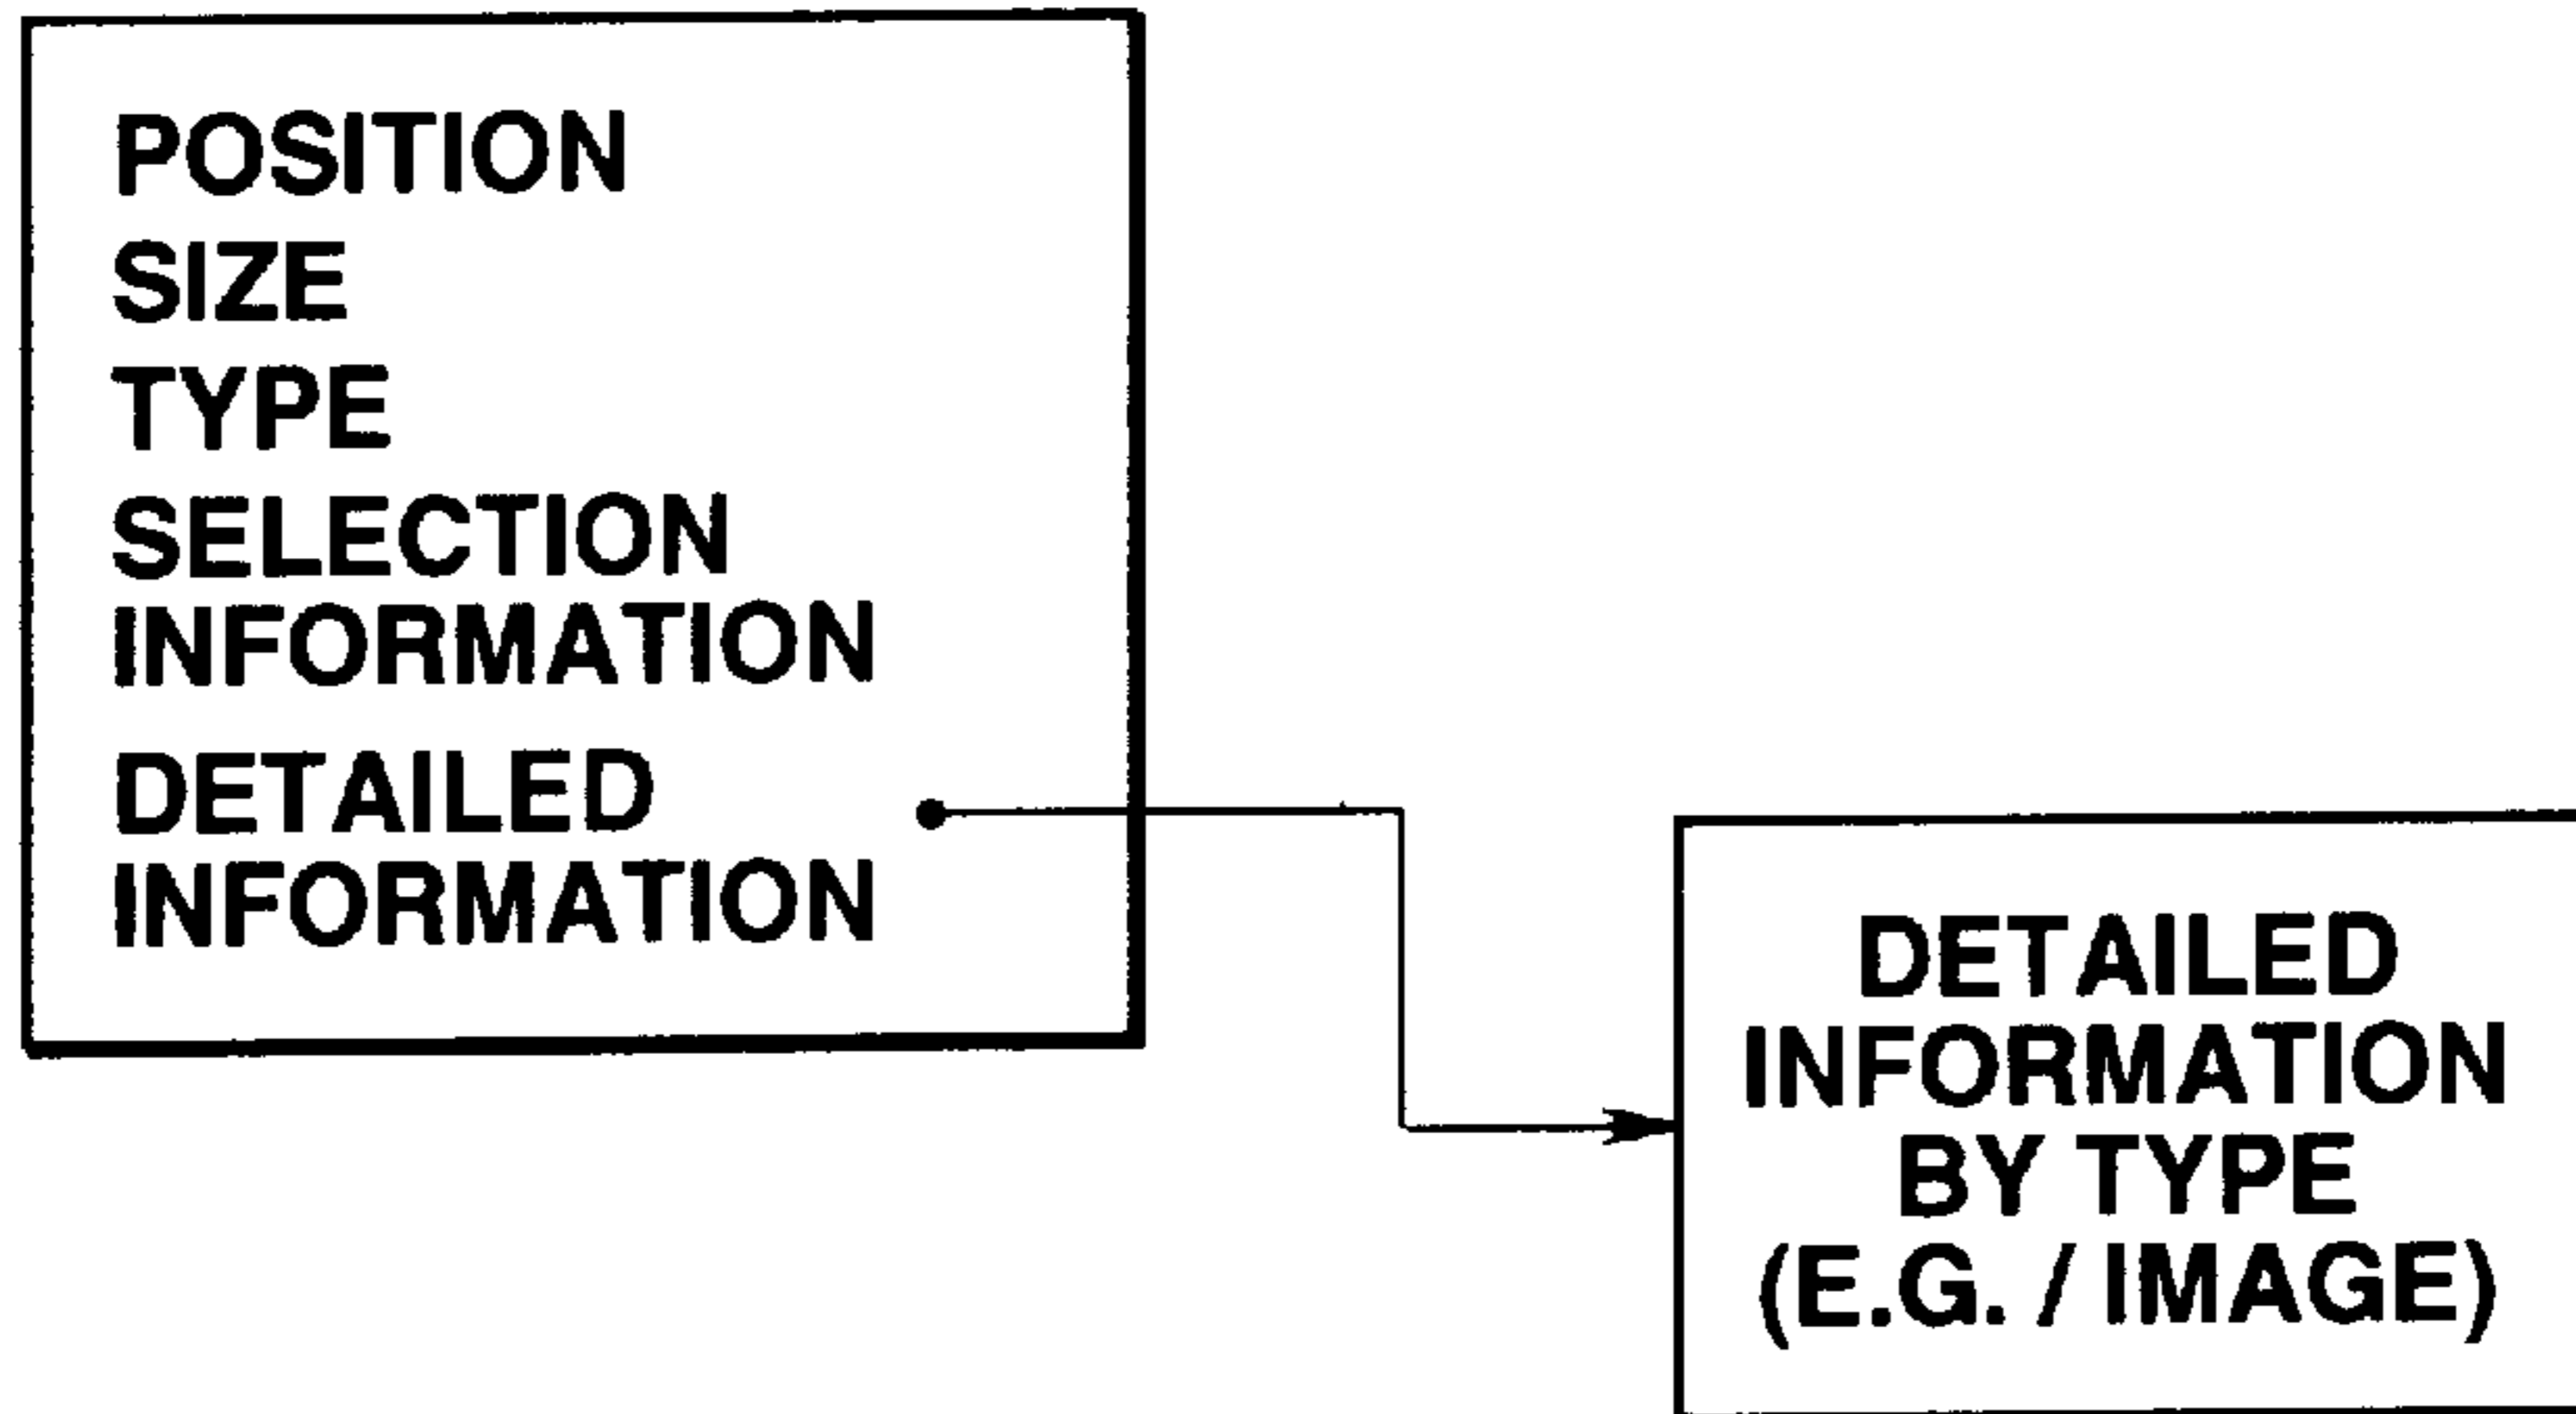 POSITION
SIZE
TYPE
SELECTION
INFORMATION
DETAILED
INFORMATION
DETAILED
INFORMATION
BY TYPE
(E.G. / IMAGE)